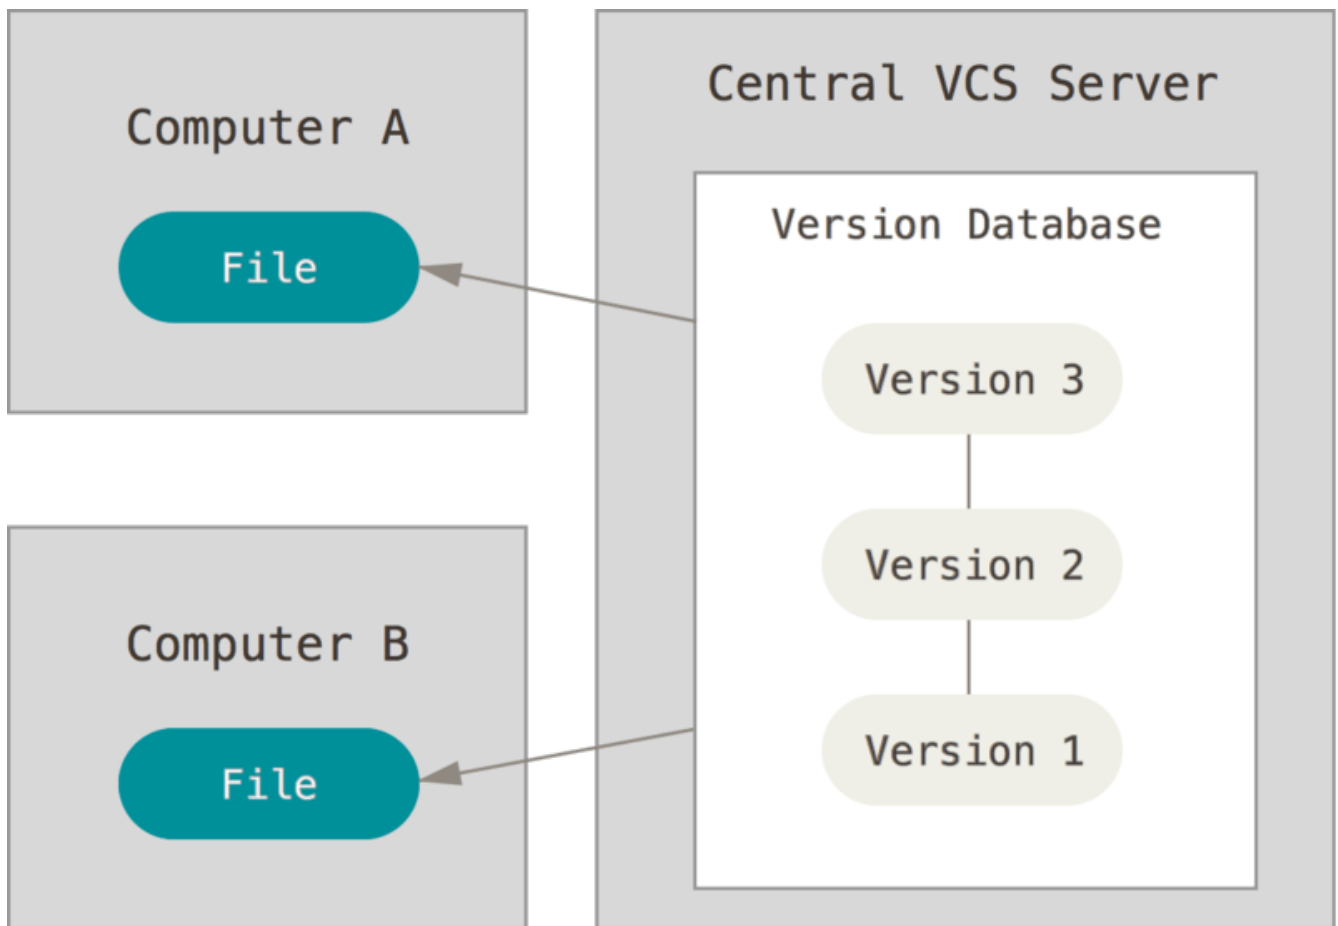 Computer A
File
Computer B
File
Central VCS Server
Version Database
Version 3
Version 2
Version 1